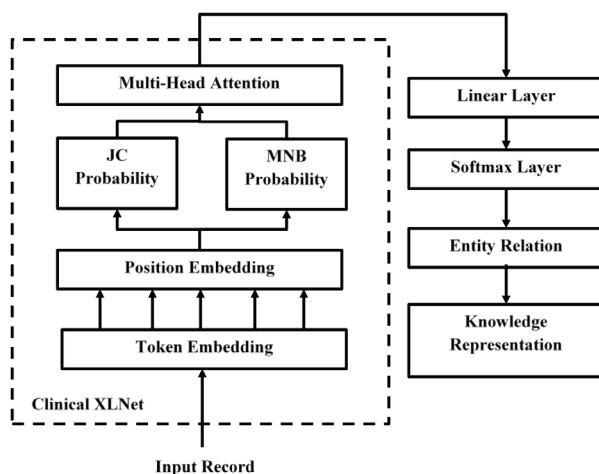 Multi-Head Attention
JC
Probability
MNB
Probability
Position Embedding
Token Embedding
Clinical XLNet
Input Record
Linear Layer
Softmax Layer
Entity Relation
Knowledge
Representation